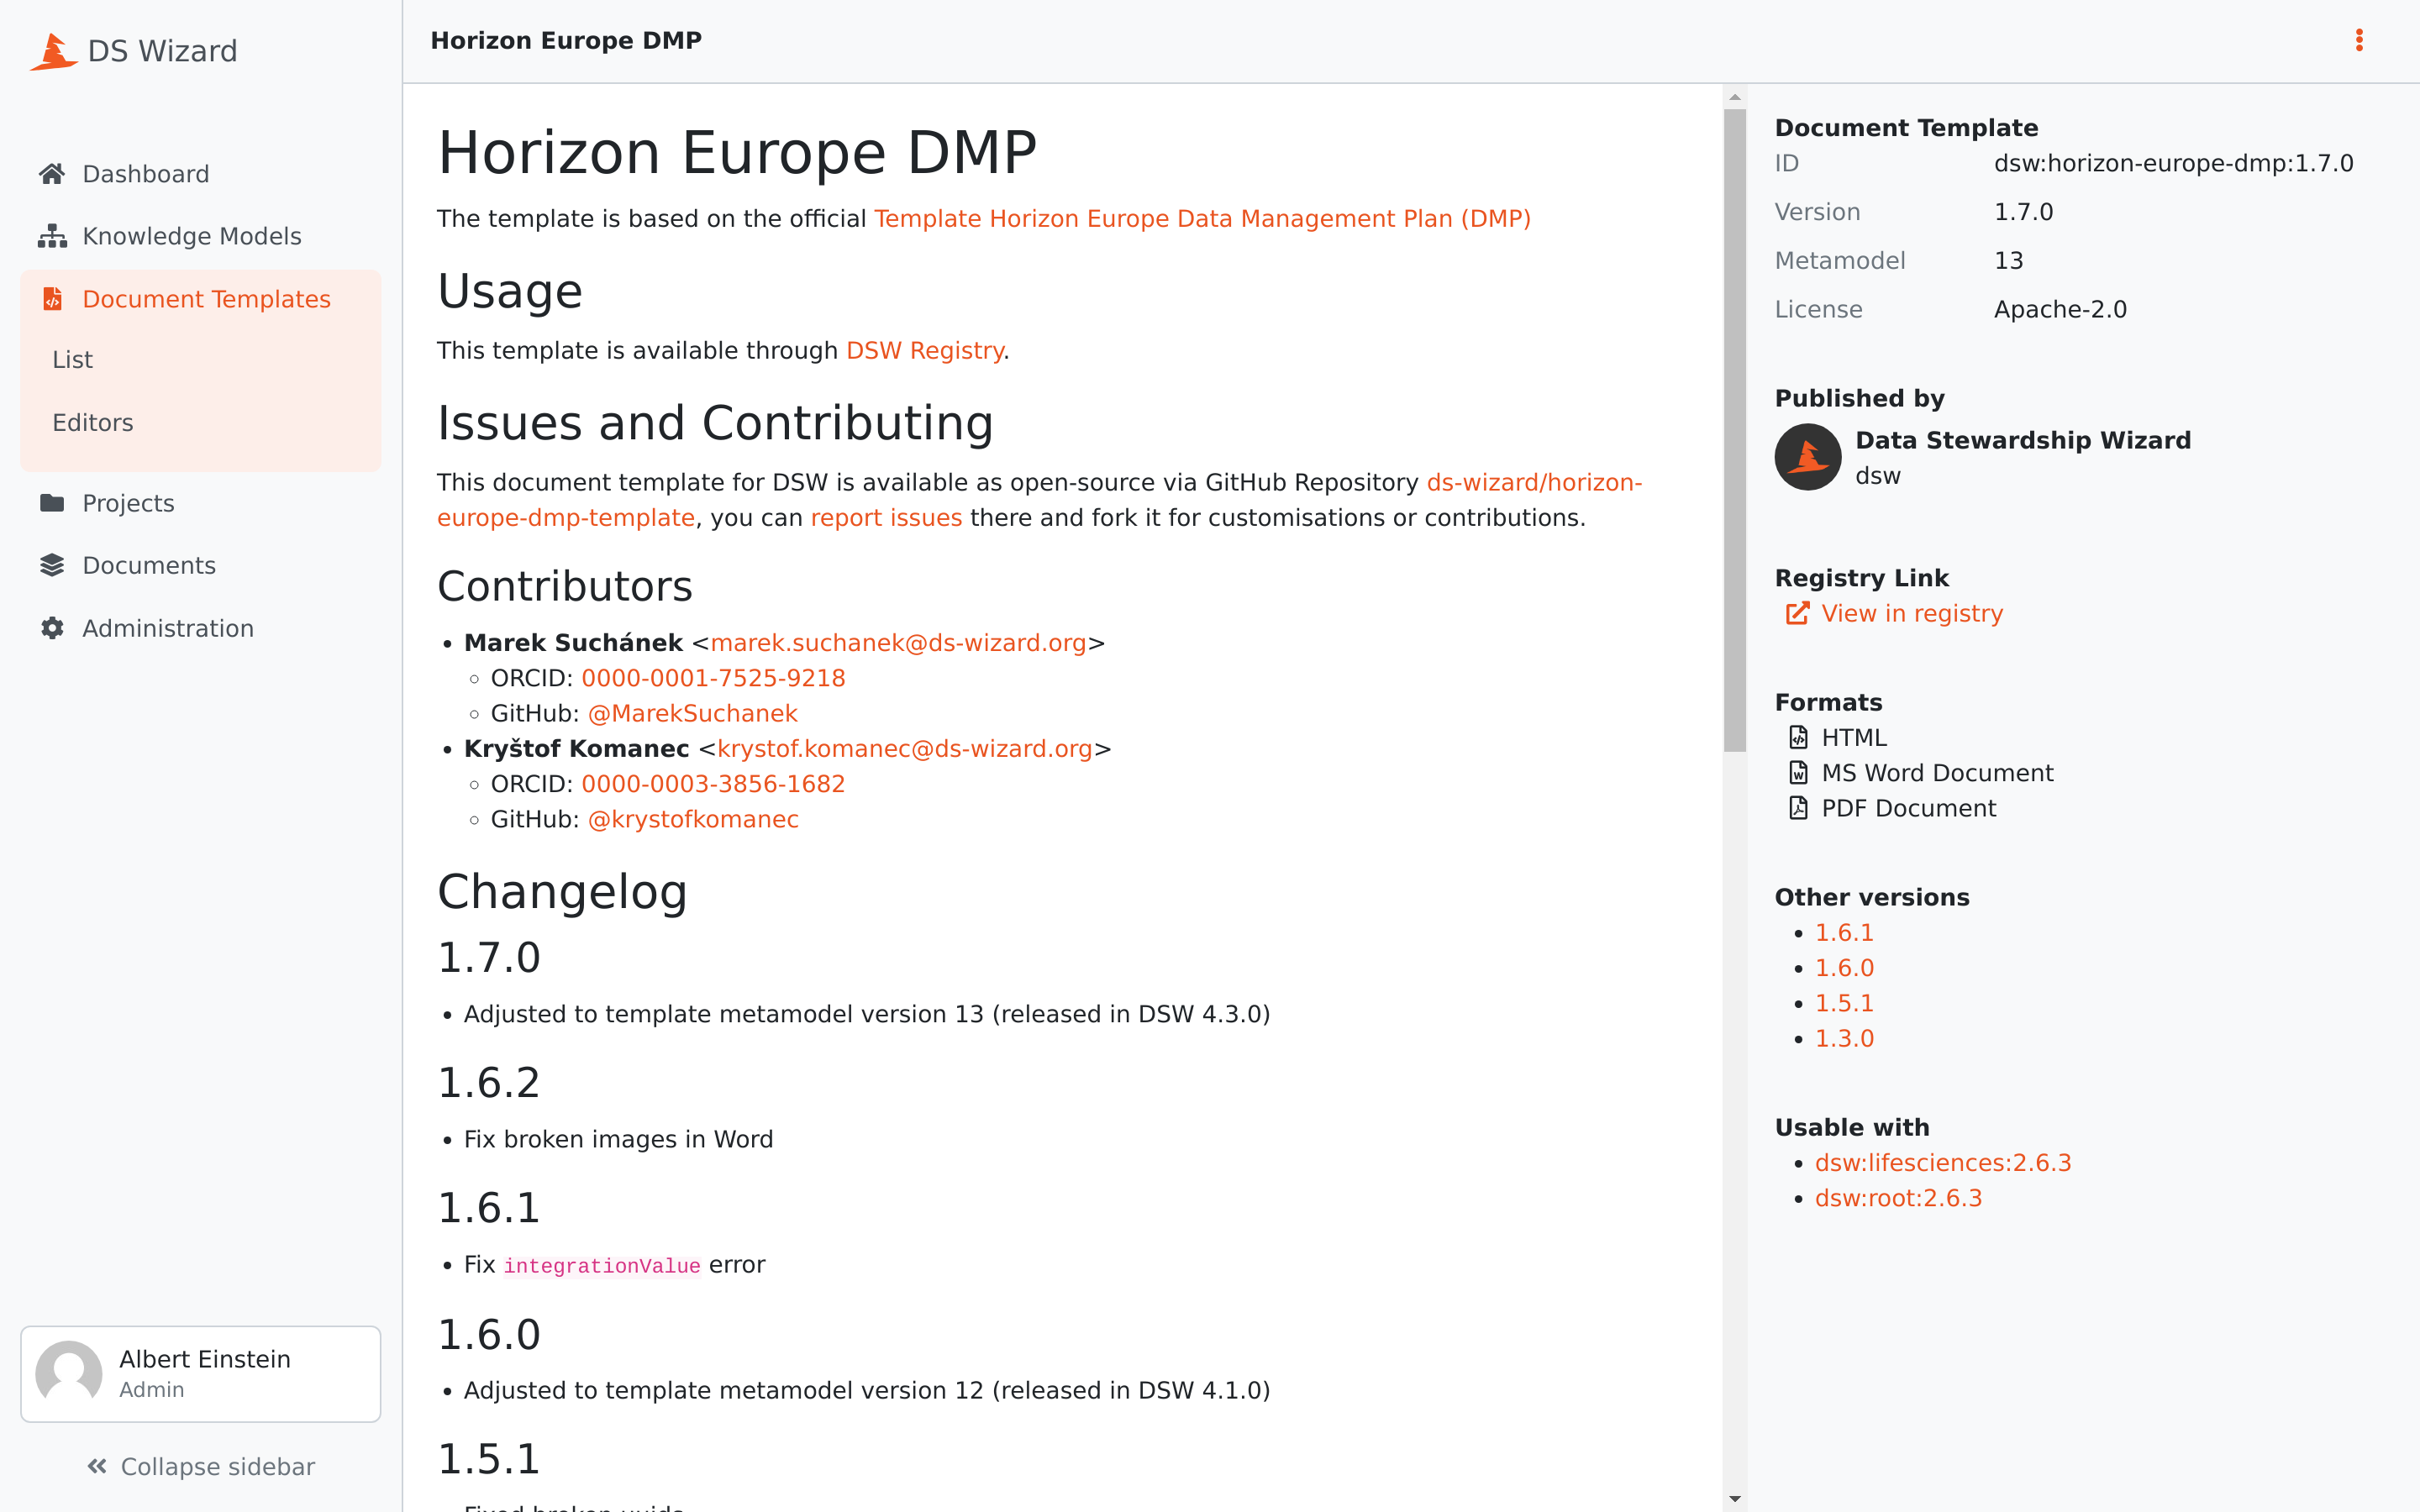 DS Wizard
Dashboard
Knowledge Models
Document Templates
List
Editors
Projects
Documents
Administration
Albert Einstein
Admin
Collapse sidebar
Horizon Europe DMP
Horizon Europe DMP
The template is based on the official Template Horizon Europe Data Management Plan (DMP)
Usage
This template is available through DSW Registry.
Issues and Contributing
This document template for DSW is available as open-source via GitHub Repository ds-wizard/horizon-
europe-dmp-template, you can report issues there and fork it for customisations or contributions.
Contributors
• Marek Suchánek <marek.suchanek@ds-wizard.org>
◦ ORCID: 0000-0001-7525-9218
◦ GitHub: @MarekSuchanek
• Kryštof Komanec <krystof.komanec@ds-wizard.org>
◦ ORCID: 0000-0003-3856-1682
◦ GitHub: @krystofkomanec
Changelog
1.7.0
• Adjusted to template metamodel version 13 (released in DSW 4.3.0)
1.6.2
• Fix broken images in Word
1.6.1
• Fix integrationValue error
1.6.0
• Adjusted to template metamodel version 12 (released in DSW 4.1.0)
1.5.1
Document Template
ID dsw:horizon-europe-dmp:1.7.0
Version 1.7.0
Metamodel 13
License Apache-2.0
Published by
Data Stewardship Wizard
dsw
Registry Link
View in registry
Formats
HTML
MS Word Document
PDF Document
Other versions
• 1.6.1
• 1.6.0
• 1.5.1
• 1.3.0
Usable with
• dsw:lifesciences:2.6.3
• dsw:root:2.6.3